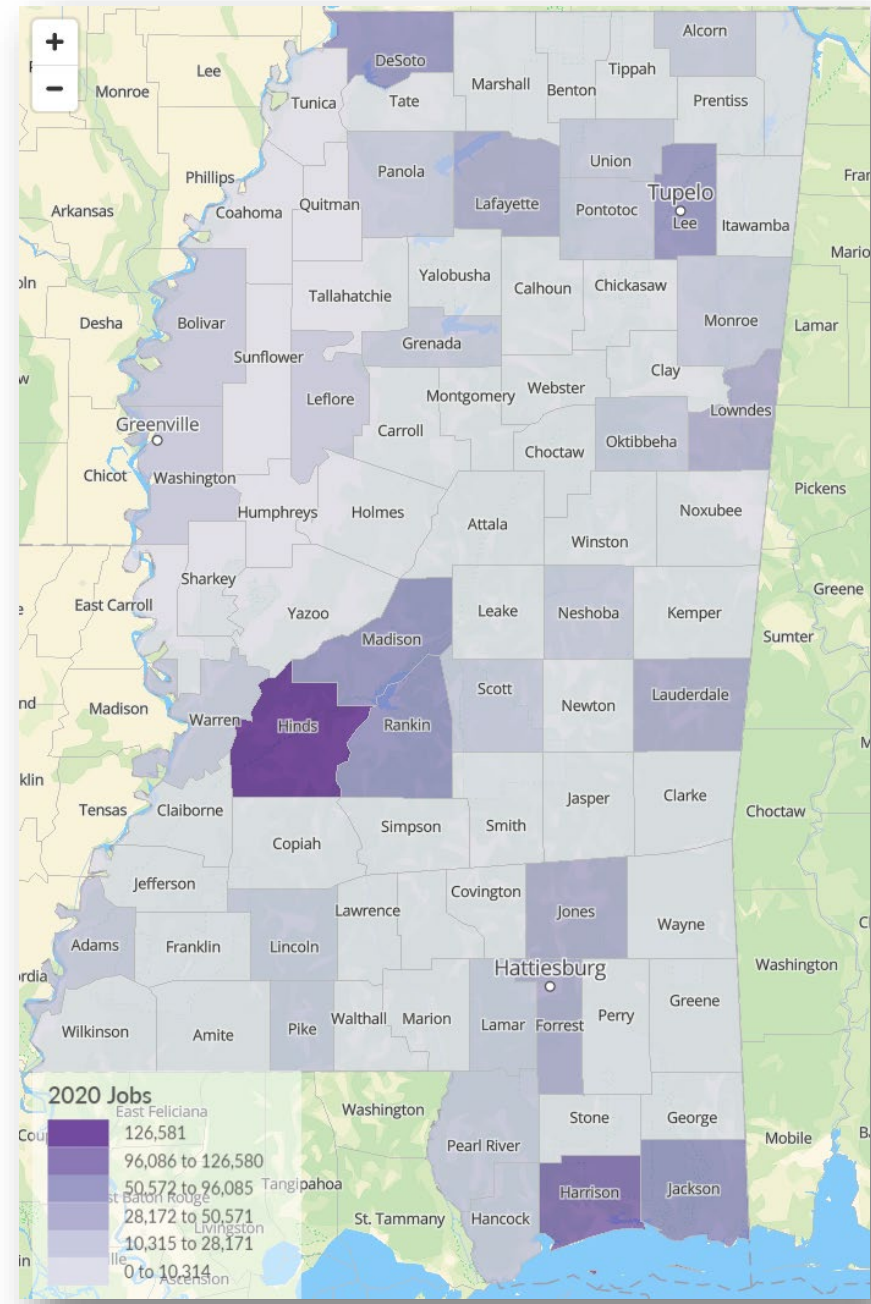 +
−
Alcorn
DeSoto
Lee
Tippah
Marshall
Benton
Monroe
Tunica
Tate
Prentiss
Union
Phillips
Panola
Tupelo
Quitman
Lafayette
Pontotoc
Lee
Arkansas
Coahoma
Itawamba
Yalobusha
Chickasaw
Calhoun
Tallahatchie
Desha
Bolivar
Monroe
Lamar
Grenada
Sunflower
Clay
Webster
Leflore
Montgomery
Lowndes
Greenville
Carroll
Oktibbeha
Choctaw
Chicot
Washington
Pickens
Humphreys
Holmes
Noxubee
Attala
Winston
Sharkey
Greene
East Carroll
Yazoo
Leake
Neshoba
Kemper
Madison
Sumter
Scott
Lauderdale
Madison
Warren
Hinds
Rankin
Newton
Tensas
Claiborne
Jasper
Clarke
Choctaw
Simpson
Smith
Copiah
Jefferson
Covington
Lawrence
Jones
Wayne
Adams
Franklin
Lincoln
Hattiesburg
Washington
Greene
Perry
Walthall
Marion
Lamar
Forrest
Pike
Wilkinson
Amite
2020 Jobs
East Feliciana
126,581
96,086 to 126,580
50,572 to 96,085
28,172 to 50,571
10,315 to 28,171
0 to 10,314
Washington
Stone
George
Mobile
Pearl River
Tangipahoa
Harrison
Jackson
St. Tammany
Hancock
Livingston
Ascension